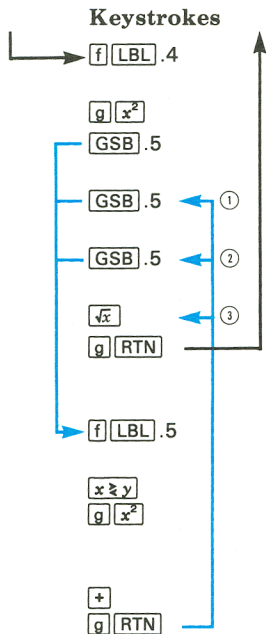 Keystrokes
f LBL .4
g x²
GSB .5
GSB .5 ①
GSB .5 ②
√x ③
g RTN
f LBL .5
x≷y
g x²
+
g RTN